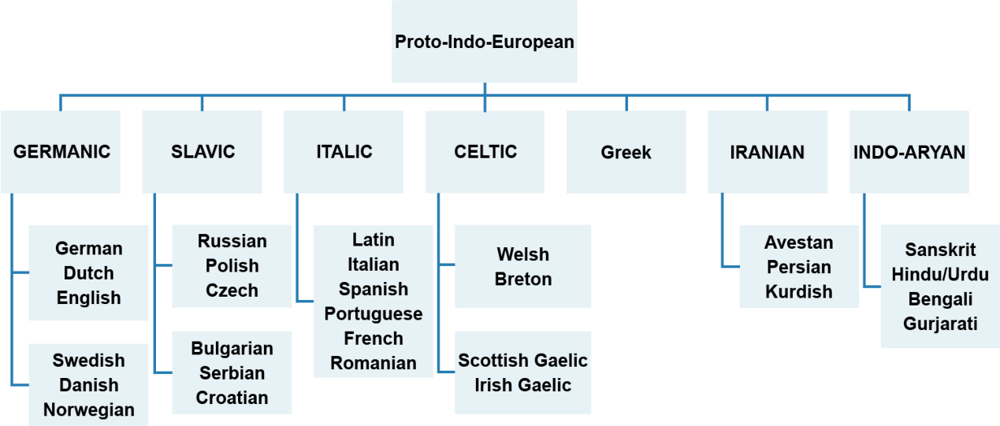 Proto-Indo-European
GERMANIC
SLAVIC
ITALIC
CELTIC
Greek
IRANIAN
INDO-ARYAN
German
Dutch
English
Swedish
Danish
Norwegian
Russian
Polish
Czech
Bulgarian
Serbian
Croatian
Latin
Italian
Spanish
Portuguese
French
Romanian
Welsh
Breton
Scottish Gaelic
Irish Gaelic
Avestan
Persian
Kurdish
Sanskrit
Hindu/Urdu
Bengali
Gurjarati